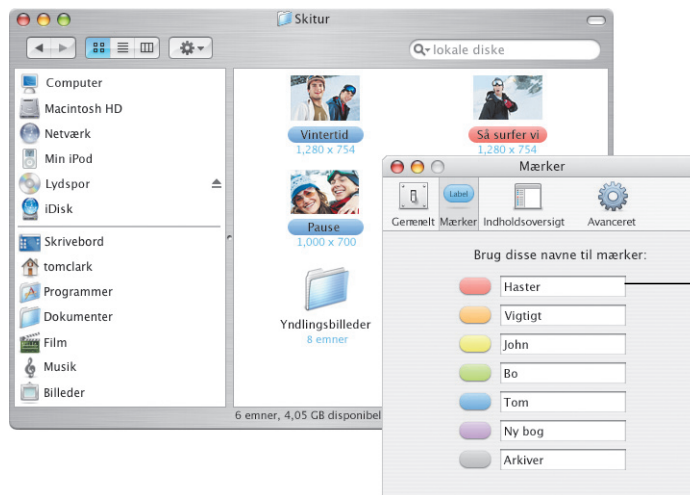 Skitur
lokale diske
Computer
Macintosh HD
Netværk
Min iPod
Lydspor
iDisk
Skrivebord
tomclark
Programmer
Dokumenter
Film
Musik
Billeder
Vintertid
1,280 x 754
Så surfer vi
1,280 x 754
Pause
1,000 x 700
Yndlingsbilleder
8 emner
6 emner, 4,05 GB disponibel
Mærker
Label
Generelt Mærker Indholdsoversigt Avanceret
Brug disse navne til mærker:
Haster
Vigtigt
John
Bo
Tom
Ny bog
Arkiver